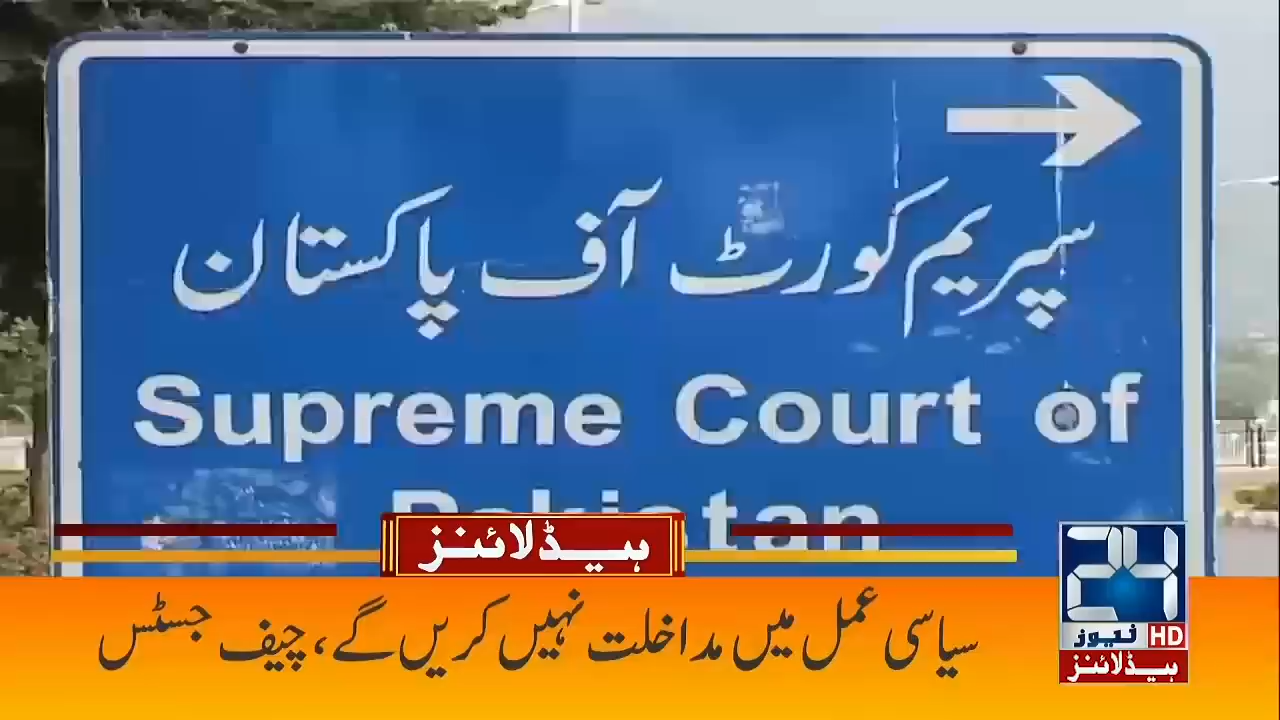 سپریم کورٹ آف پاکستان
Supreme Court of
Pakistan
ہیڈلائنز
سیاسی عمل میں مداخلت نہیں کریں گے، چیف جسٹس
24
نیوز HD
ہیڈلائنز